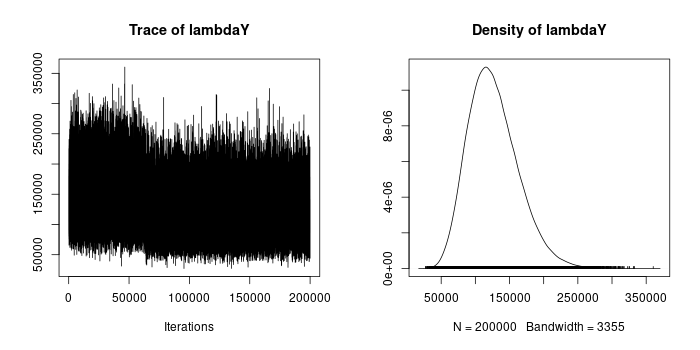 Trace of lambdaY
350000
250000
150000
50000
0
50000
100000
150000
200000
Iterations
Density of lambdaY
8e-06
4e-06
0e+00
50000
150000
250000
350000
N = 200000 Bandwidth = 3355